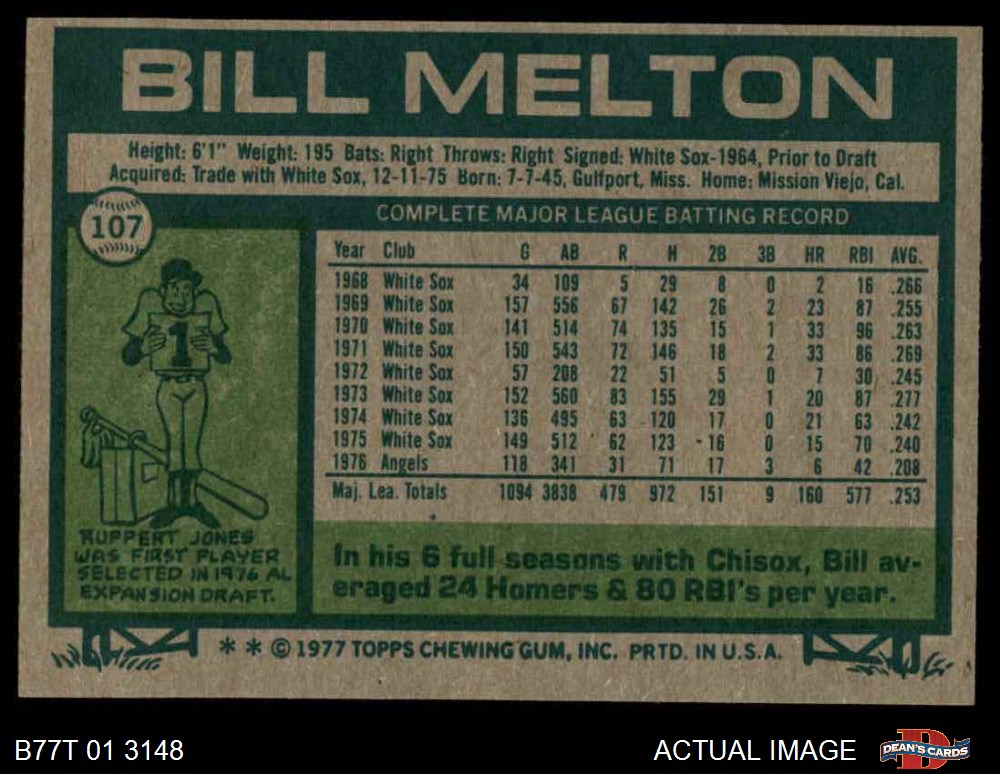 BILL MELTON
Height: 6'1" Weight: 195 Bats: Right Throws: Right Signed: White Sox-1964, Prior to Draft
Acquired: Trade with White Sox, 12-11-75 Born: 7-7-45, Gulfport, Miss. Home: Mission Viejo, Cal.
107
COMPLETE MAJOR LEAGUE BATTING RECORD
Year Club G AB R H 2B 3B HR RBI AVG.
1968 White Sox 34 109 5 29 8 0 2 16 .266
1969 White Sox 157 556 67 142 26 2 23 87 .255
1970 White Sox 141 514 74 135 15 1 33 96 .263
1971 White Sox 150 543 72 146 18 2 33 86 .269
1972 White Sox 57 208 22 51 5 0 7 30 .245
1973 White Sox 152 560 83 155 29 1 20 87 .277
1974 White Sox 136 495 63 120 17 0 21 63 .242
1975 White Sox 149 512 62 123 16 0 15 70 .240
1976 Angels 118 341 31 71 17 3 6 42 .208
Maj. Lea. Totals 1094 3838 479 972 151 9 160 577 .253
1
RUPPERT JONES
WAS FIRST PLAYER
SELECTED IN 1976 AL
EXPANSION DRAFT.
In his 6 full seasons with Chisox, Bill av-
eraged 24 Homers & 80 RBI's per year.
* * © 1977 TOPPS CHEWING GUM, INC. PRTD. IN U.S.A.
B77T 01 3148
ACTUAL IMAGE
D
DEAN'S CARDS